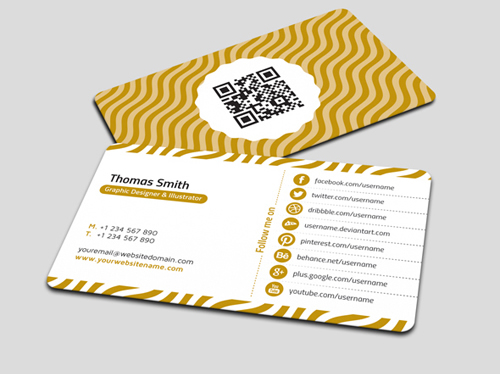 Thomas Smith
Graphic Designer & Illustrator
M. +1 234 567 890
T. +1 234 567 890
youremail@websitedomain.com
www.yourwebsitename.com
Follow me on
facebook.com/username
twitter.com/username
dribbble.com/username
username.deviantart.com
pinterest.com/username
behance.net/username
plus.google.com/username
youtube.com/username